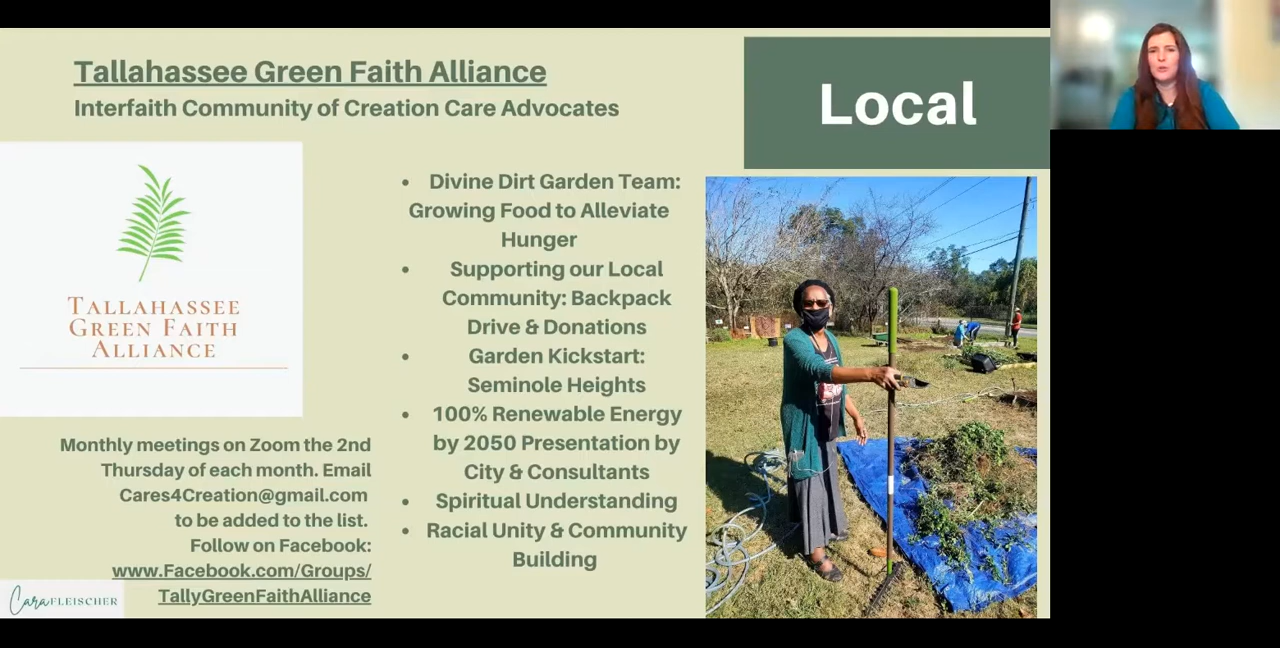 Tallahassee Green Faith Alliance
Interfaith Community of Creation Care Advocates
Local
TALLAHASSEE
GREEN FAITH
ALLIANCE
• Divine Dirt Garden Team:
Growing Food to Alleviate
Hunger
• Supporting our Local
Community: Backpack
Drive & Donations
• Garden Kickstart:
Seminole Heights
• 100% Renewable Energy
by 2050 Presentation by
City & Consultants
• Spiritual Understanding
• Racial Unity & Community
Building
Monthly meetings on Zoom the 2nd
Thursday of each month. Email
Cares4Creation@gmail.com
to be added to the list.
Follow on Facebook:
www.Facebook.com/Groups/
TallyGreenFaithAlliance
Cara FLEISCHER